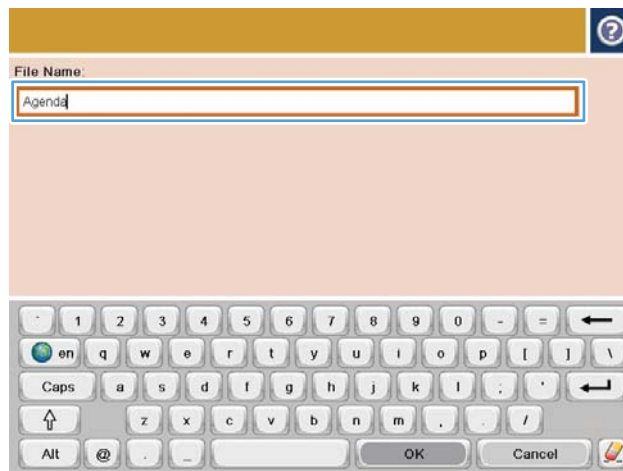 ?
File Name:
Agenda
` 1 2 3 4 5 6 7 8 9 0 - =
en q w e r t y u i o p [ ] \
Caps a s d f g h j k l ; '
z x c v b n m , . /
Alt @ . _ OK Cancel